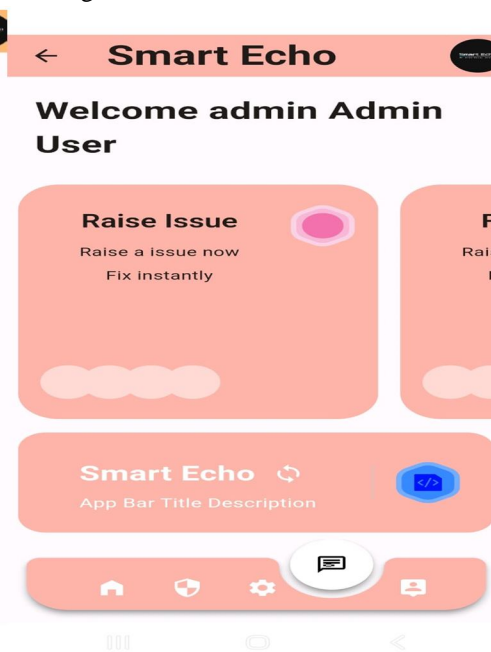 Smart Echo
Welcome admin Admin
User
Raise Issue
Raise a issue now
Fix instantly
Smart Echo
App Bar Title Description